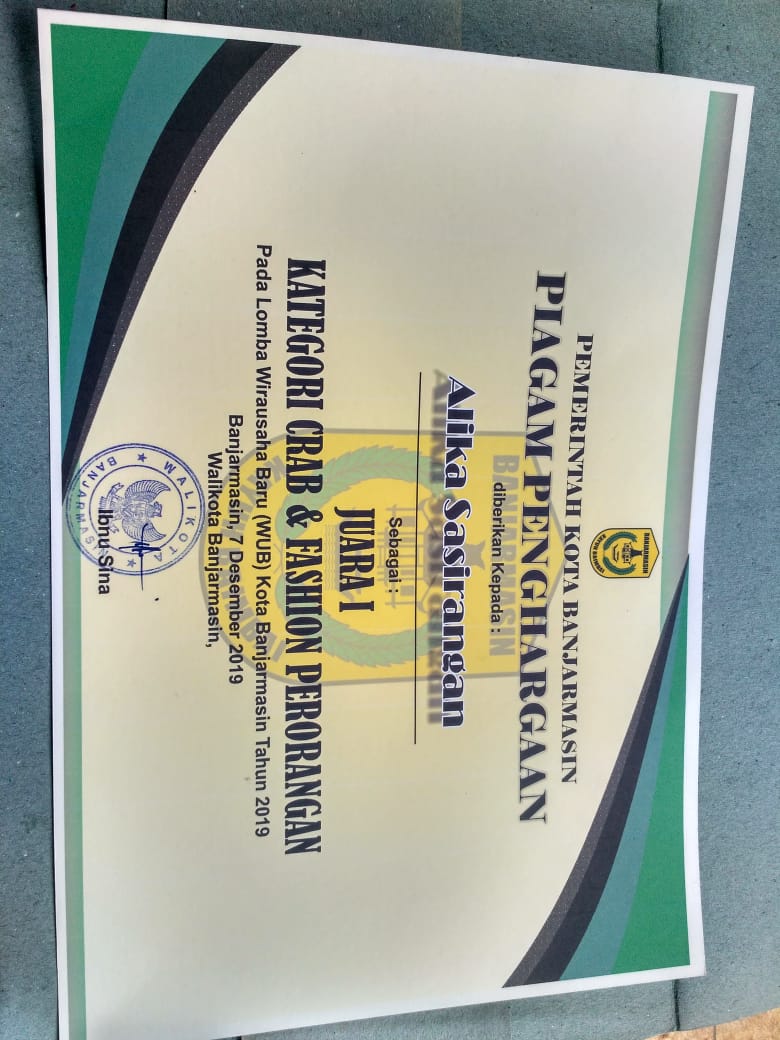 PEMERINTAH KOTA BANJARMASIN
PIAGAM PENGHARGAAN
diberikan Kepada :
Alika Sasirangan
Sebagai :
JUARA I
KATEGORI CRAB & FASHION PERORANGAN
Pada Lomba Wirausaha Baru (WUB) Kota Banjarmasin Tahun 2019
Banjarmasin, 7 Desember 2019
Walikota Banjarmasin,
WALIKOTA
BANJARMASIN
Ibnu Sina
BANJARMASIN